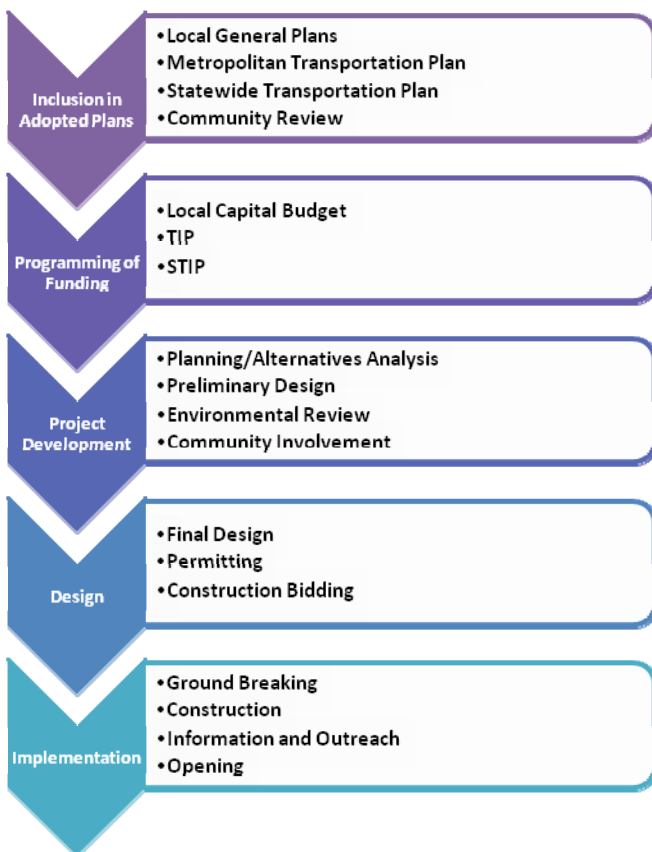 Inclusion in
Adopted Plans
•Local General Plans
•Metropolitan Transportation Plan
•Statewide Transportation Plan
•Community Review
Programming of
Funding
•Local Capital Budget
•TIP
•STIP
Project
Development
•Planning/Alternatives Analysis
•Preliminary Design
•Environmental Review
•Community Involvement
Design
•Final Design
•Permitting
•Construction Bidding
Implementation
•Ground Breaking
•Construction
•Information and Outreach
•Opening